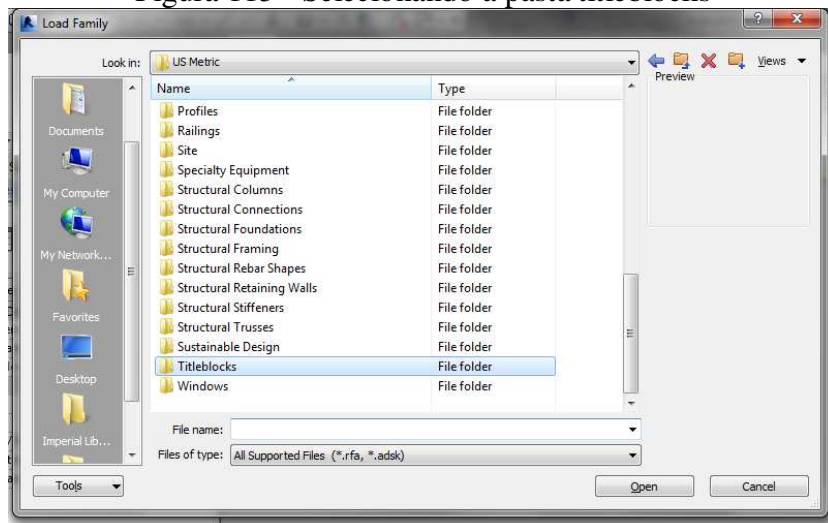 Figura 115 - Selecionando a pasta titleblocks
Load Family
Look in: US Metric Views
Preview
Name Type
Profiles File folder
Railings File folder
Site File folder
Specialty Equipment File folder
Structural Columns File folder
Structural Connections File folder
Structural Foundations File folder
Structural Framing File folder
Structural Rebar Shapes File folder
Structural Retaining Walls File folder
Structural Stiffeners File folder
Structural Trusses File folder
Sustainable Design File folder
Titleblocks File folder
Windows File folder
Documents
My Computer
My Network...
Favorites
Desktop
Imperial Lib...
File name:
Files of type: All Supported Files (*.rfa, *.adsk)
Tools Open Cancel